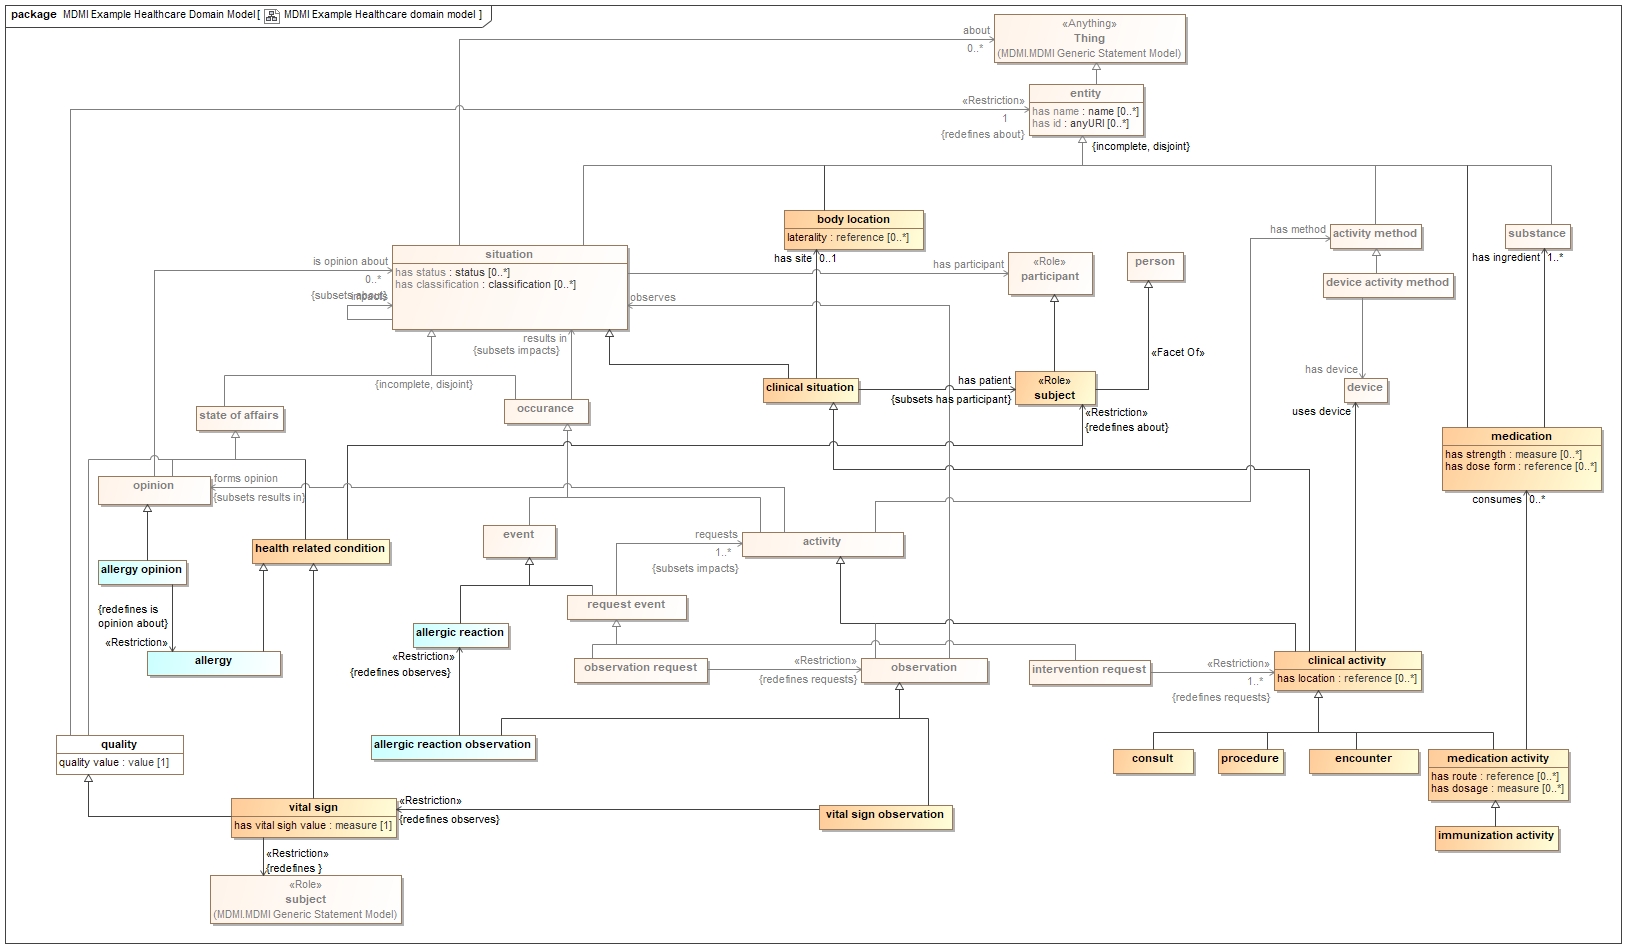 package MDMI Example Healthcare Domain Model [ MDMI Example Healthcare domain model ]
«Anything»
Thing
(MDMI.MDMI Generic Statement Model)
about
0..*
entity
has name : name [0..*]
has id : anyURI [0..*]
«Restriction»
1
{redefines about}
{incomplete, disjoint}
body location
laterality : reference [0..*]
has site 0..1
situation
has status : status [0..*]
has classification : classification [0..*]
is opinion about
0..*
{subsets about}
impacts
observes
has participant
«Role»
participant
person
has method
activity method
substance
has ingredient 1..*
device activity method
results in
{subsets impacts}
{incomplete, disjoint}
«Facet Of»
has device
device
uses device
clinical situation
has patient
{subsets has participant}
«Role»
subject
«Restriction»
{redefines about}
state of affairs
occurance
medication
has strength : measure [0..*]
has dose form : reference [0..*]
consumes 0..*
opinion
forms opinion
{subsets results in}
health related condition
event
requests
1..*
{subsets impacts}
activity
allergy opinion
{redefines is
opinion about}
«Restriction»
allergy
request event
allergic reaction
«Restriction»
{redefines observes}
observation request
«Restriction»
{redefines requests}
observation
intervention request
«Restriction»
1..*
{redefines requests}
clinical activity
has location : reference [0..*]
quality
quality value : value [1]
allergic reaction observation
consult
procedure
encounter
medication activity
has route : reference [0..*]
has dosage : measure [0..*]
vital sign
has vital sigh value : measure [1]
«Restriction»
{redefines observes}
vital sign observation
immunization activity
«Restriction»
{redefines }
«Role»
subject
(MDMI.MDMI Generic Statement Model)